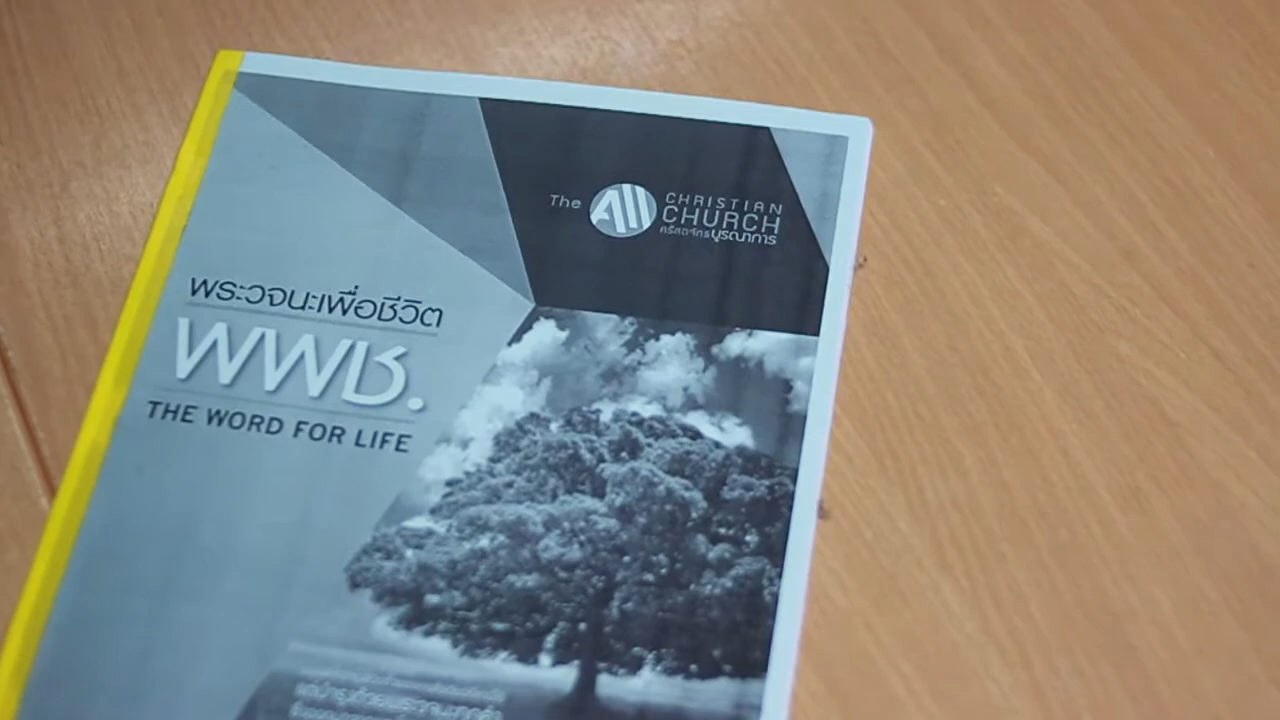 The All CHRISTIAN
CHURCH
คริสตจักรบูรณาการ
พระวจนะเพื่อชีวิต
พพช.
THE WORD FOR LIFE